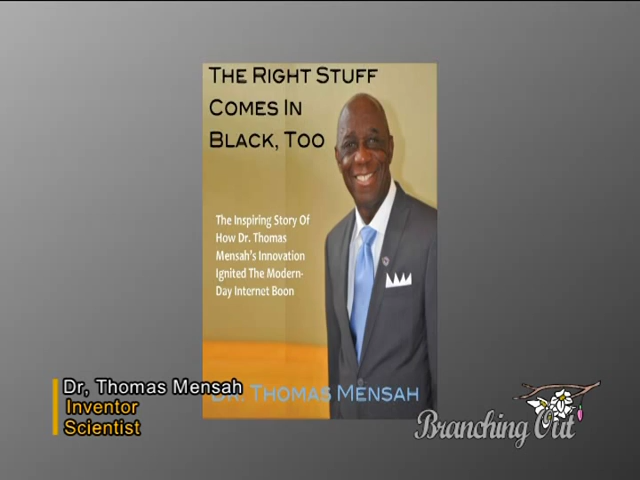 THE RIGHT STUFF
COMES IN
BLACK, TOO
The Inspiring Story Of
How Dr. Thomas
Mensah's Innovation
Ignited The Modern-
Day Internet Boon
DR. THOMAS MENSAH
Dr, Thomas Mensah
Inventor
Scientist
Branching Out